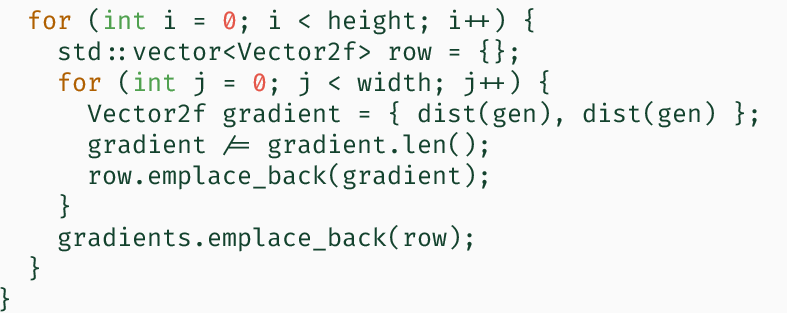 for (int i = 0; i < height; i++) {
std::vector<Vector2f> row = {};
for (int j = 0; j < width; j++) {
Vector2f gradient = { dist(gen), dist(gen) };
gradient /= gradient.len();
row.emplace_back(gradient);
}
gradients.emplace_back(row);
}
}